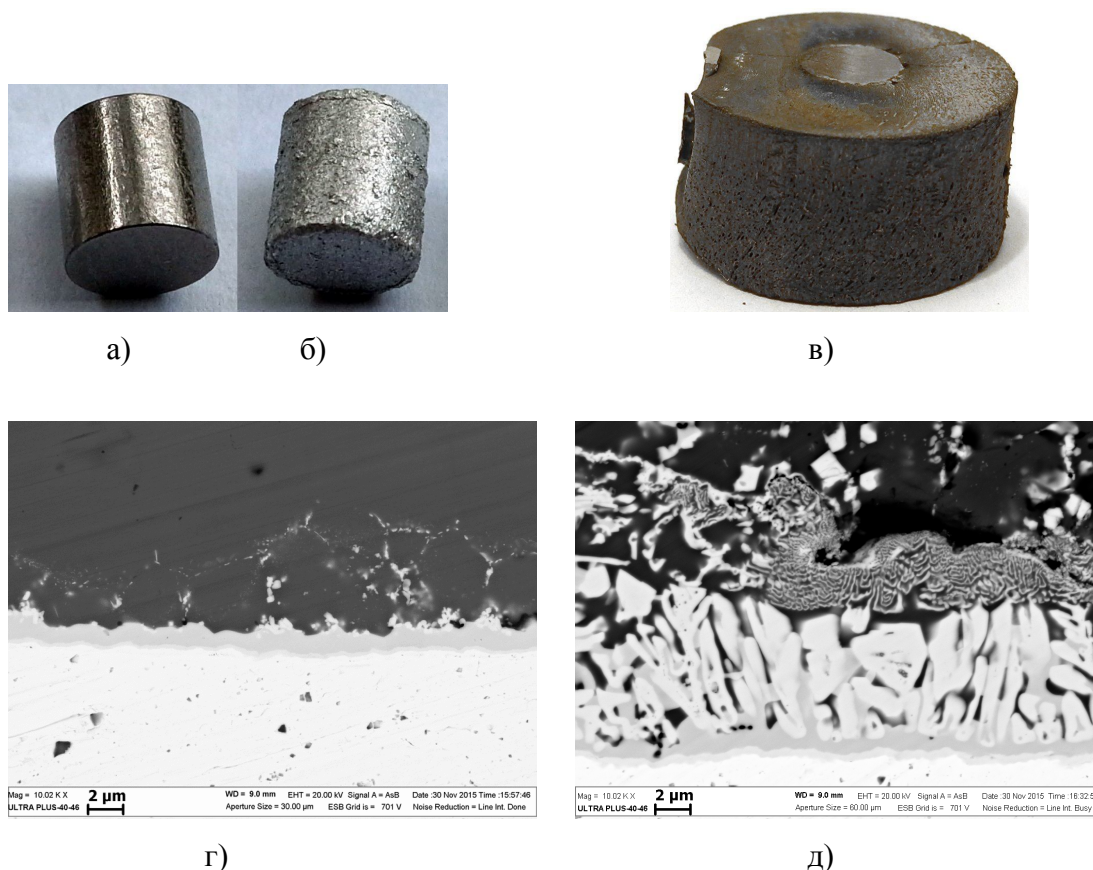 а) б) в)
Mag = 10.02 K X WD = 9.0 mm EHT = 20.00 kV Signal A = AsB Date :30 Nov 2015 Time :15:57:46
ULTRA PLUS-40-46 2 µm Aperture Size = 30.00 µm ESB Grid is = 701 V Noise Reduction = Line Int. Done
Mag = 10.02 K X WD = 9.0 mm EHT = 20.00 kV Signal A = AsB Date :30 Nov 2015 Time :16:32:5
ULTRA PLUS-40-46 2 µm Aperture Size = 60.00 µm ESB Grid is = 701 V Noise Reduction = Line Int. Busy
г) д)